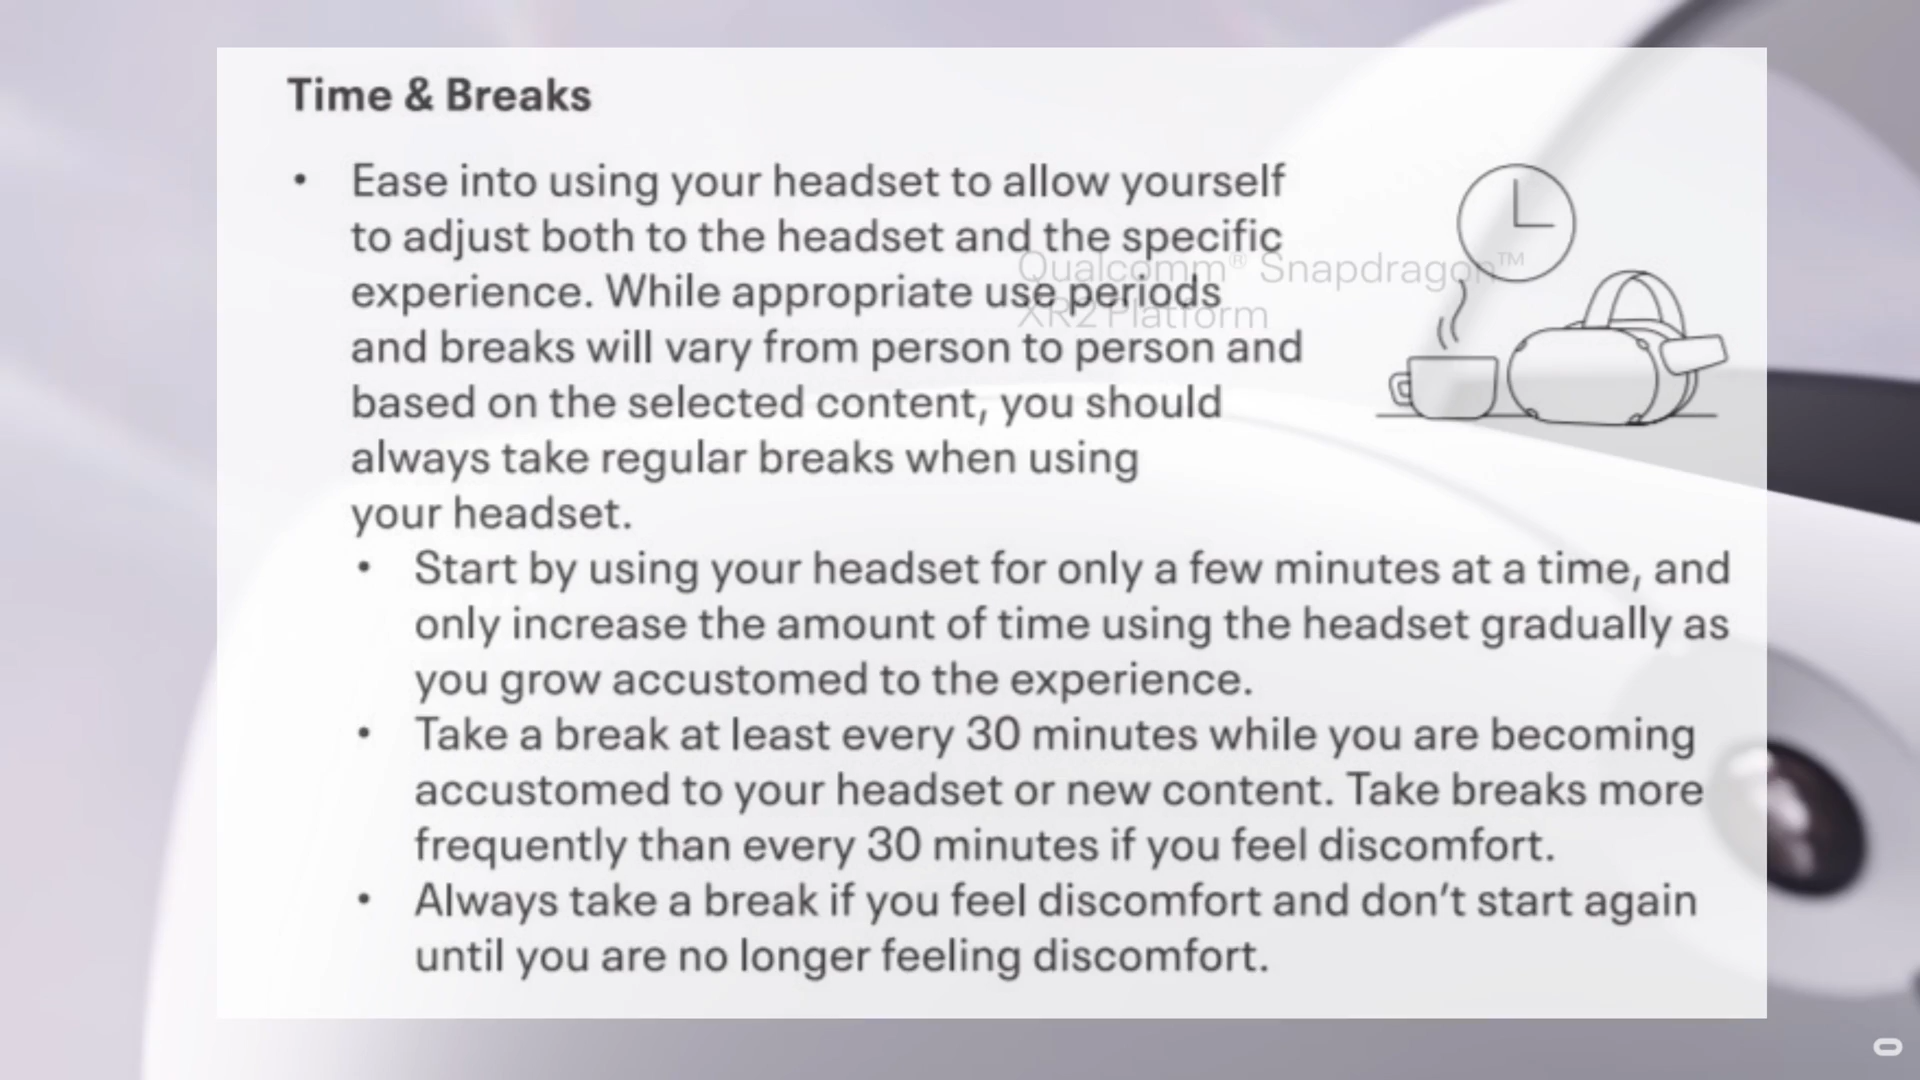 Time & Breaks
• Ease into using your headset to allow yourself
to adjust both to the headset and the specific
experience. While appropriate use periods
and breaks will vary from person to person and
based on the selected content, you should
always take regular breaks when using
your headset.
• Start by using your headset for only a few minutes at a time, and
only increase the amount of time using the headset gradually as
you grow accustomed to the experience.
• Take a break at least every 30 minutes while you are becoming
accustomed to your headset or new content. Take breaks more
frequently than every 30 minutes if you feel discomfort.
• Always take a break if you feel discomfort and don’t start again
until you are no longer feeling discomfort.
Qualcomm® Snapdragon™
XR2 Platform